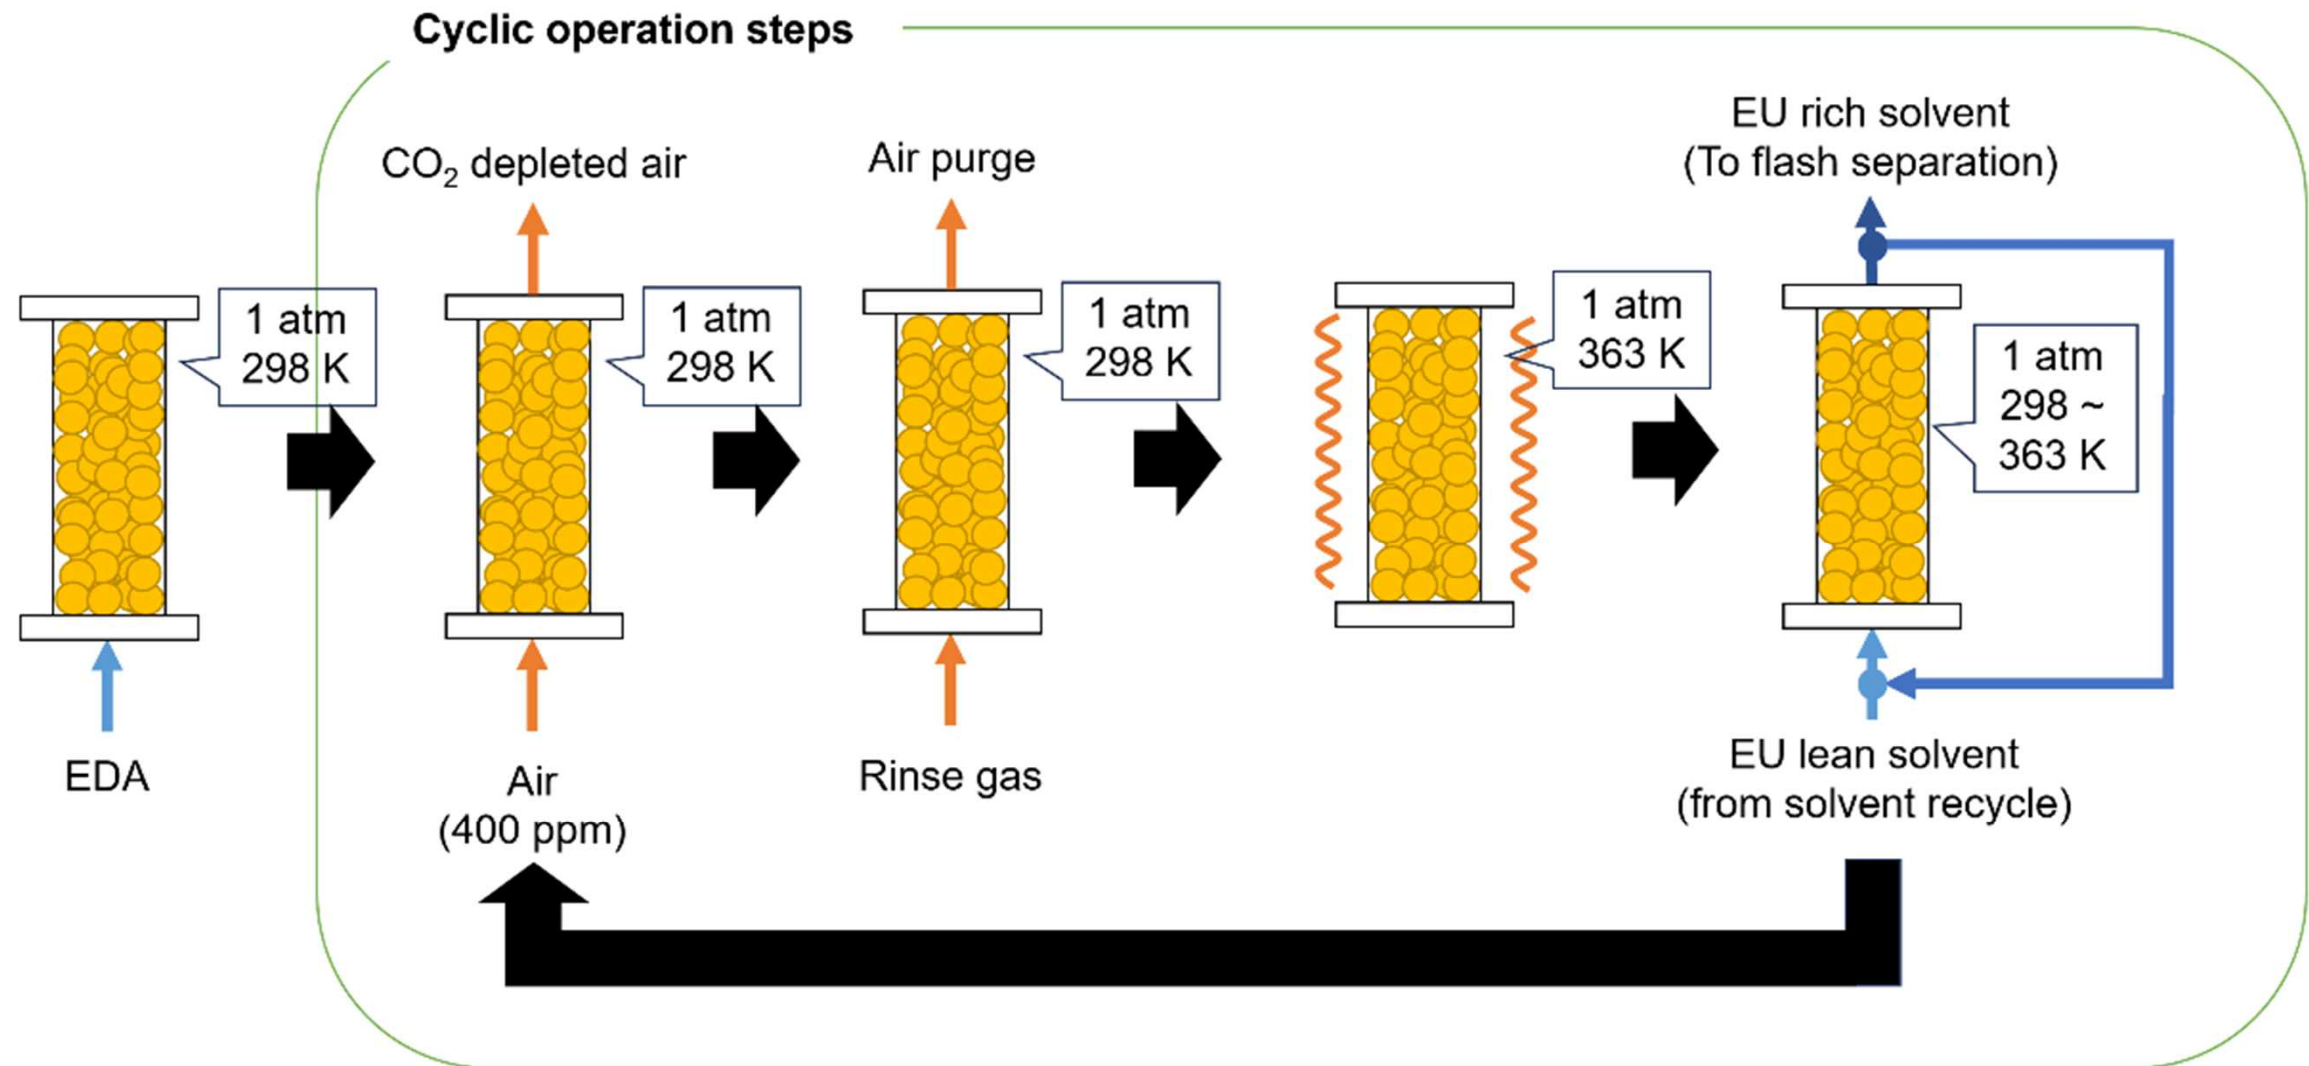 Cyclic operation steps
EU rich solvent
(To flash separation)
CO₂ depleted air
Air purge
1 atm
298 K
1 atm
298 K
1 atm
298 K
1 atm
363 K
1 atm
298 ~
363 K
EDA
Air
(400 ppm)
Rinse gas
EU lean solvent
(from solvent recycle)